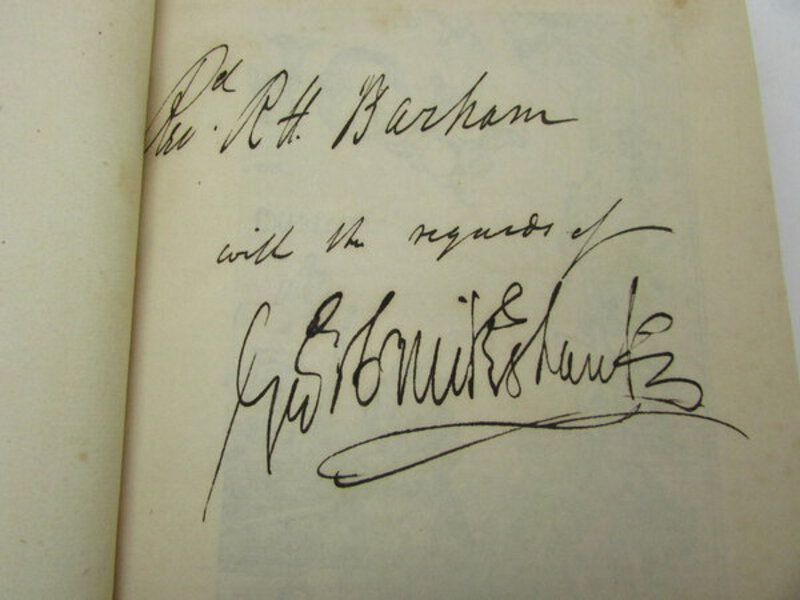 Revd. R H. Barham
with the regards of
Geo Cruikshank